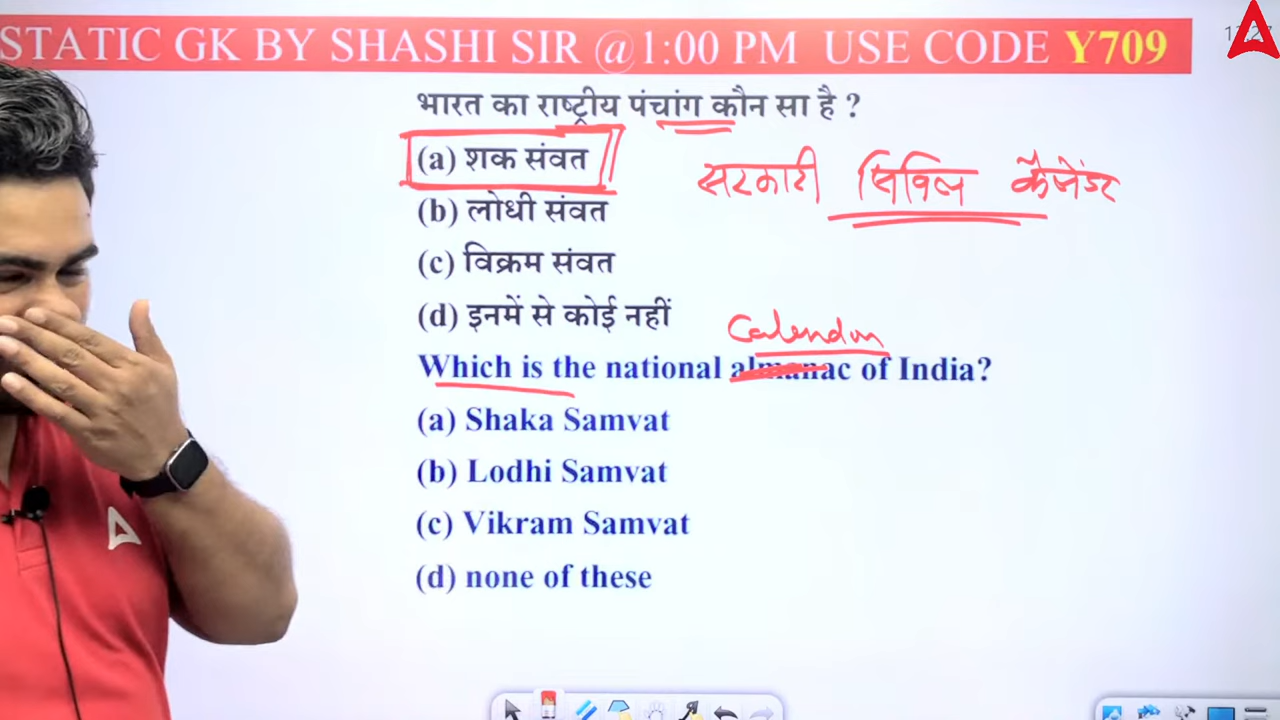 STATIC GK BY SHASHI SIR @1:00 PM USE CODE Y709
भारत का राष्ट्रीय पंचांग कौन सा है ?
(a) शक संवत
सरकारी सिविल कैलेंडर
(b) लोधी संवत
(c) विक्रम संवत
(d) इनमें से कोई नहीं
Calendar
Which is the national almanac of India?
(a) Shaka Samvat
(b) Lodhi Samvat
(c) Vikram Samvat
(d) none of these